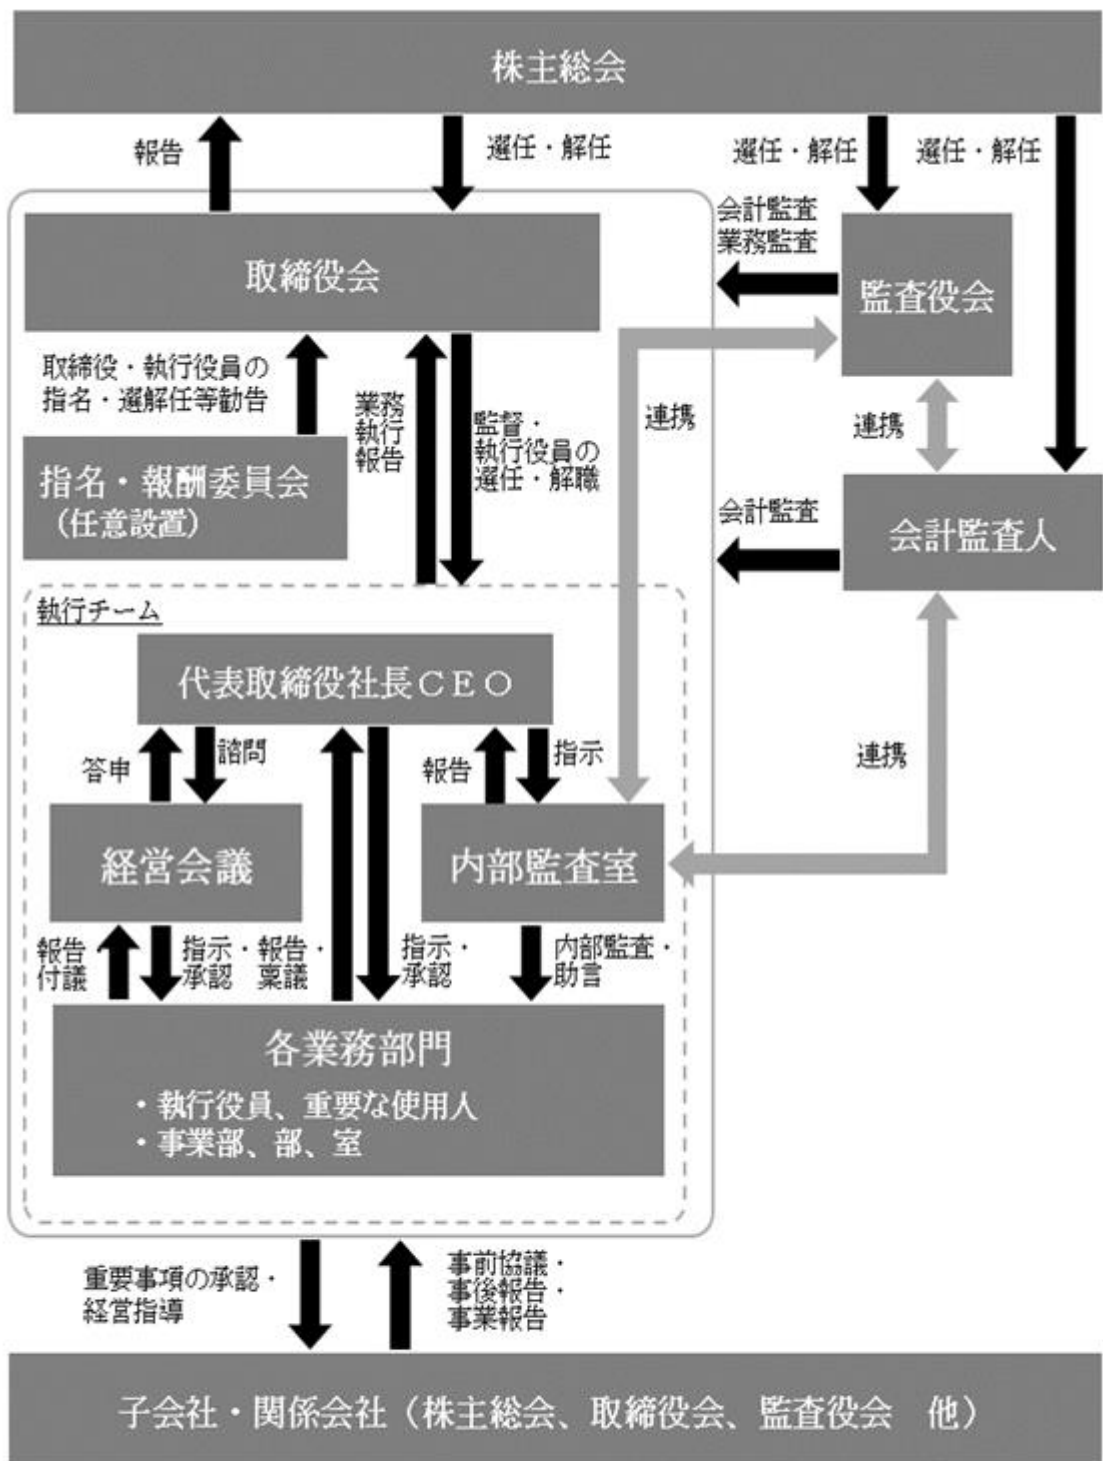 株主総会
報告
選任・解任
選任・解任
選任・解任
取締役会
会計監査
業務監査
監査役会
取締役・執行役員の
指名・選解任等勧告
業務
執行
報告
監督・
執行役員の
選任・解職
連携
連携
指名・報酬委員会
（任意設置）
会計監査
会計監査人
執行チーム
代表取締役社長ＣＥＯ
答申
諮問
報告
指示
連携
経営会議
内部監査室
報告・
付議
指示・
承認
報告・
稟議
指示・
承認
内部監査・
助言
各業務部門
・執行役員、重要な使用人
・事業部、部、室
重要事項の承認・
経営指導
事前協議・
事後報告・
事業報告
子会社・関係会社（株主総会、取締役会、監査役会　他）